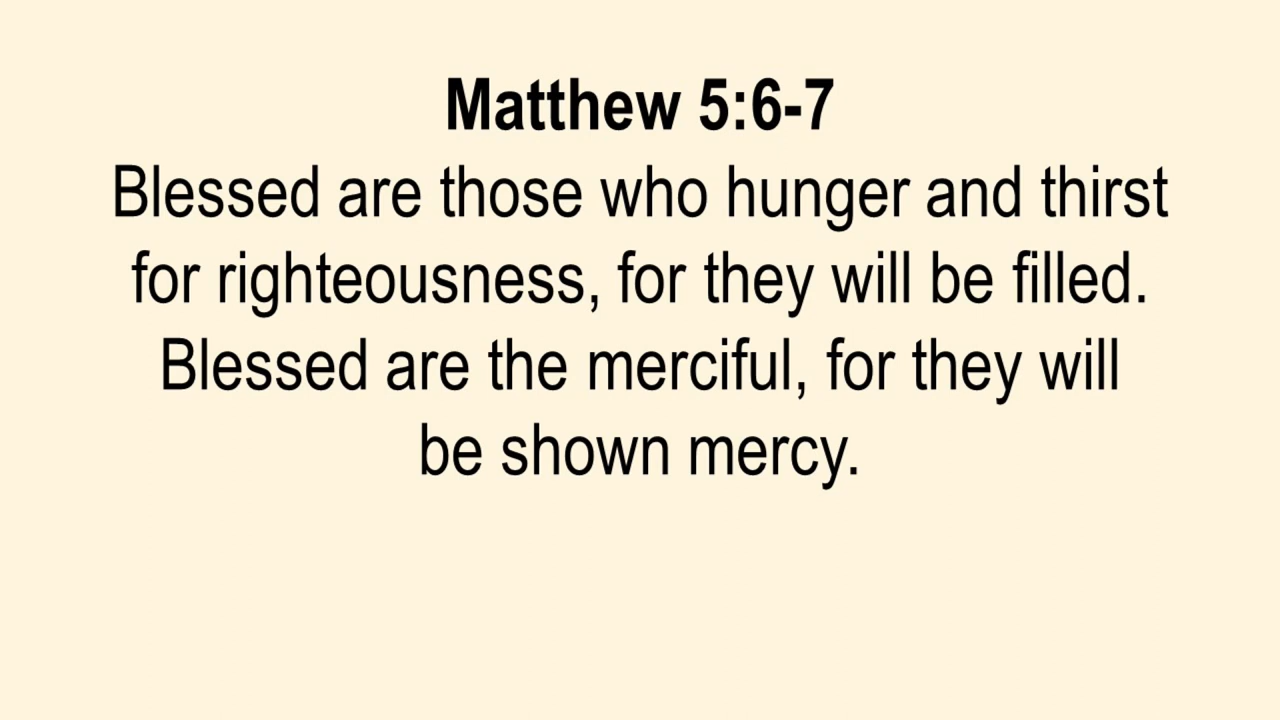 Matthew 5:6-7
Blessed are those who hunger and thirst
for righteousness, for they will be filled.
Blessed are the merciful, for they will
be shown mercy.